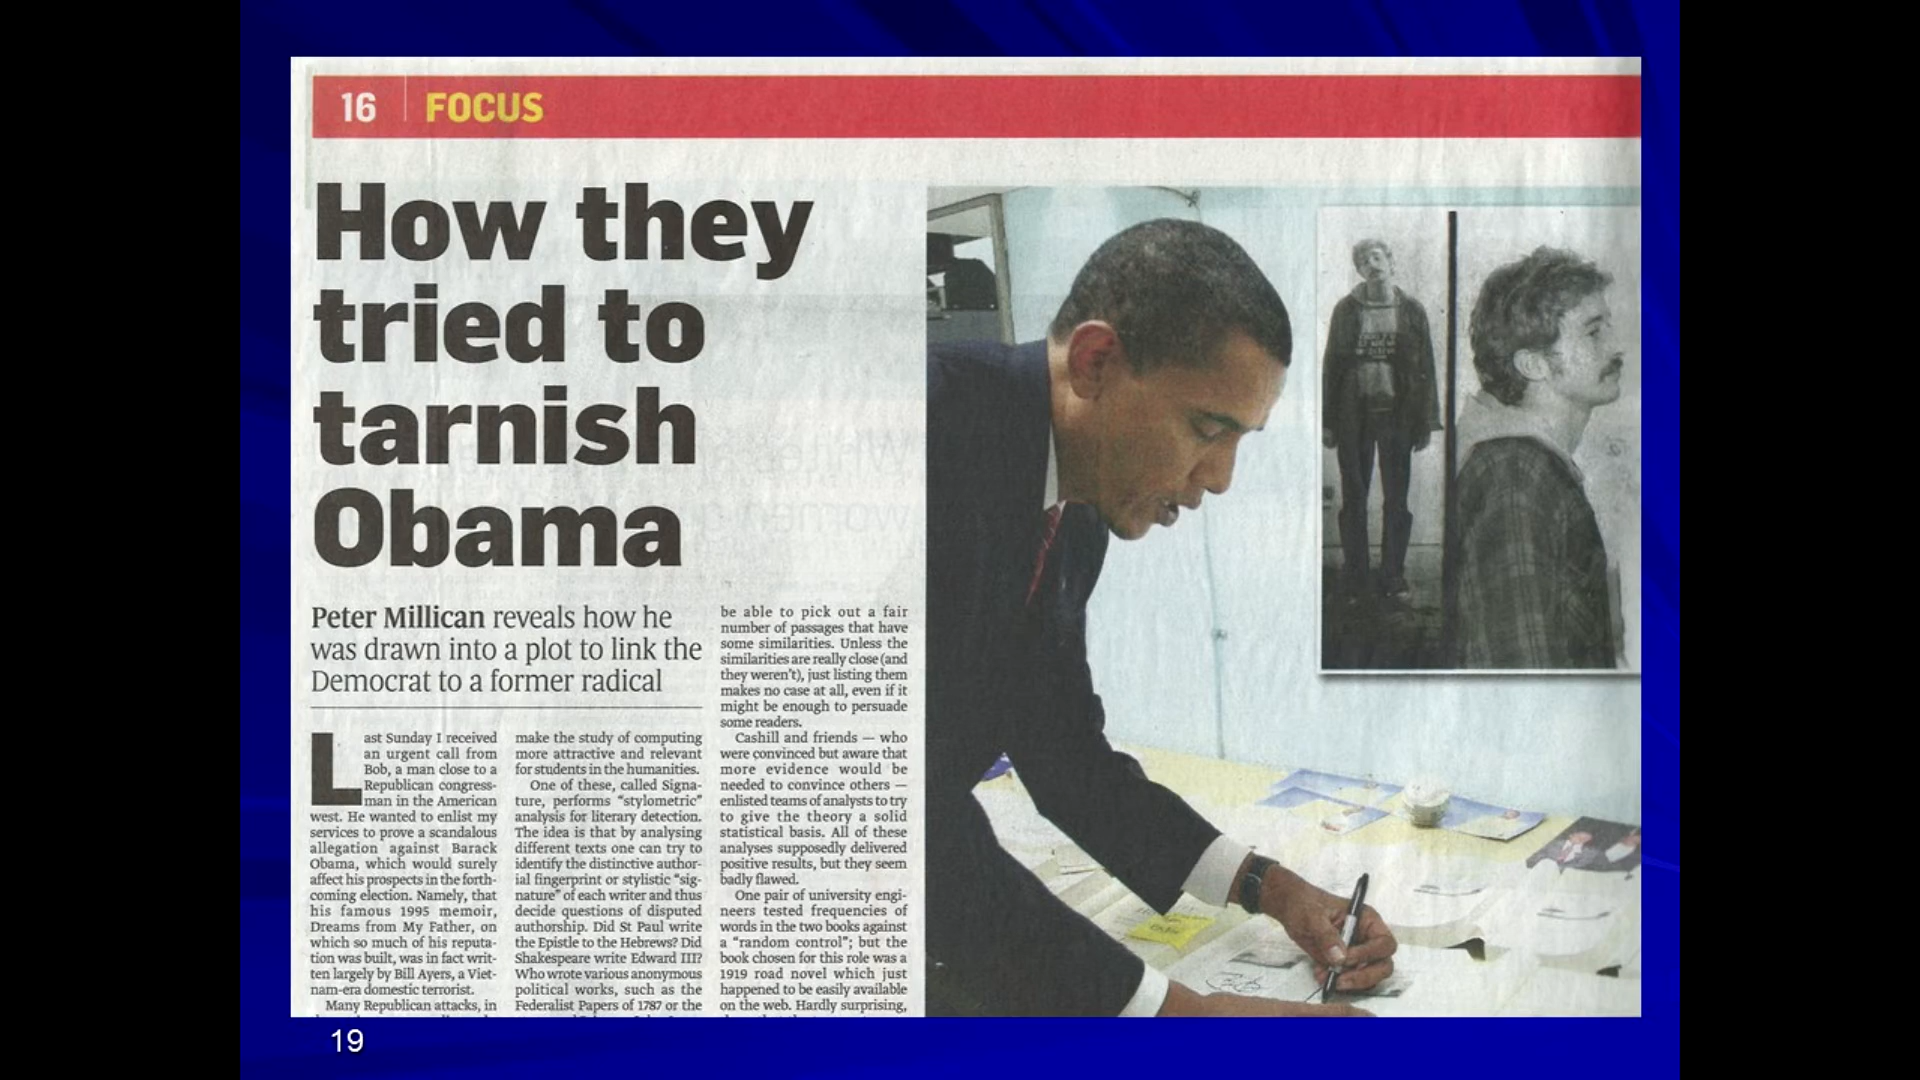 16 FOCUS
How they
tried to
tarnish
Obama
Peter Millican reveals how he
was drawn into a plot to link the
Democrat to a former radical
Last Sunday I received
an urgent call from
Bob, a man close to a
Republican congress-
man in the American
west. He wanted to enlist my
services to prove a scandalous
allegation against Barack
Obama, which would surely
affect his prospects in the forth-
coming election. Namely, that
his famous 1995 memoir,
Dreams from My Father, on
which so much of his reputa-
tion was built, was in fact writ-
ten largely by Bill Ayers, a Viet-
nam-era domestic terrorist.
Many Republican attacks, in
make the study of computing
more attractive and relevant
for students in the humanities.
One of these, called Signa-
ture, performs “stylometric”
analysis for literary detection.
The idea is that by analysing
different texts one can try to
identify the distinctive author-
ial fingerprint or stylistic “sig-
nature” of each writer and thus
decide questions of disputed
authorship. Did St Paul write
the Epistle to the Hebrews? Did
Shakespeare write Edward III?
Who wrote various anonymous
political works, such as the
Federalist Papers of 1787 or the
be able to pick out a fair
number of passages that have
some similarities. Unless the
similarities are really close (and
they weren’t), just listing them
makes no case at all, even if it
might be enough to persuade
some readers.
Cashill and friends — who
were convinced but aware that
more evidence would be
needed to convince others —
enlisted teams of analysts to try
to give the theory a solid
statistical basis. All of these
analyses supposedly delivered
positive results, but they seem
badly flawed.
One pair of university engi-
neers tested frequencies of
words in the two books against
a “random control”; but the
book chosen for this role was a
1919 road novel which just
happened to be easily available
on the web. Hardly surprising,
19